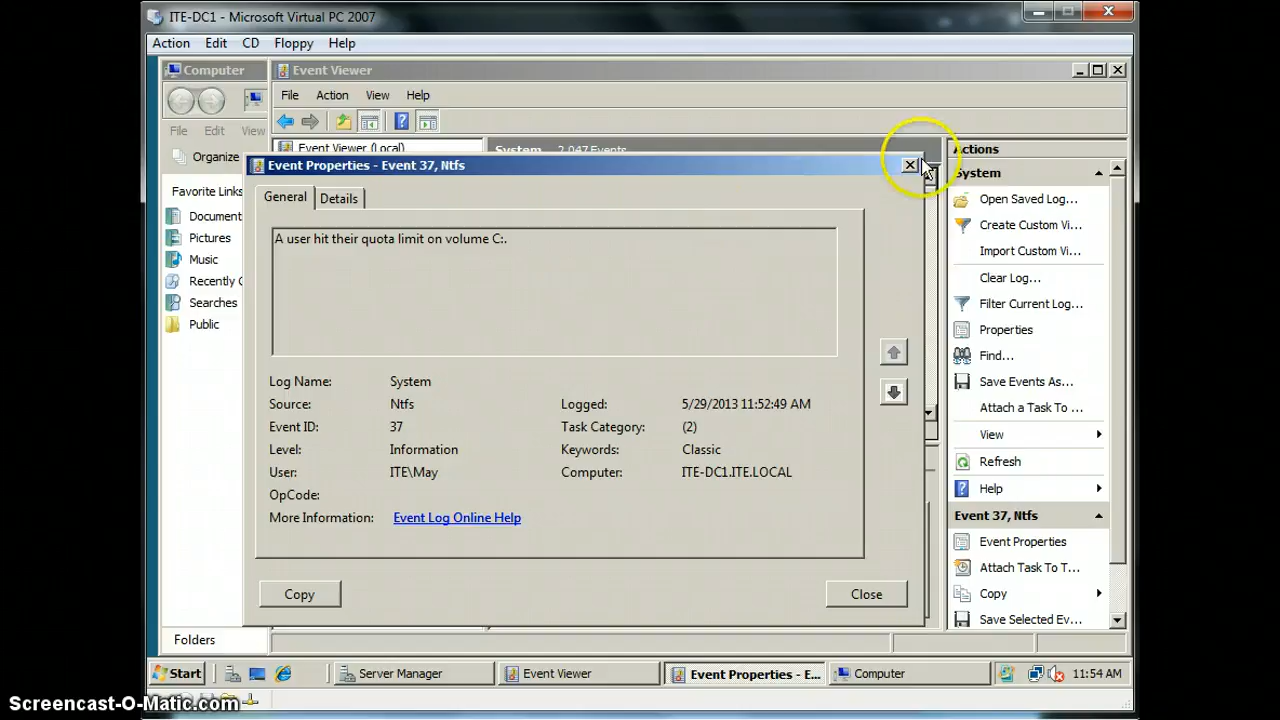 ITE-DC1 - Microsoft Virtual PC 2007
Action Edit CD Floppy Help
Computer
Event Viewer
File Action View Help
File Edit View
Event Viewer (Local)
System 2,047 Events
Actions
Organize
Favorite Links
Document
Pictures
Music
Recently C
Searches
Public
Folders
Event Properties - Event 37, Ntfs
General Details
A user hit their quota limit on volume C:.
Log Name: System
Source: Ntfs Logged: 5/29/2013 11:52:49 AM
Event ID: 37 Task Category: (2)
Level: Information Keywords: Classic
User: ITE\May Computer: ITE-DC1.ITE.LOCAL
OpCode:
More Information: Event Log Online Help
Copy Close
System
Open Saved Log...
Create Custom Vi...
Import Custom Vi...
Clear Log...
Filter Current Log...
Properties
Find...
Save Events As...
Attach a Task To ...
View
Refresh
Help
Event 37, Ntfs
Event Properties
Attach Task To T...
Copy
Save Selected Ev...
Start Server Manager Event Viewer Event Properties - E... Computer 11:54 AM
Screencast-O-Matic.com